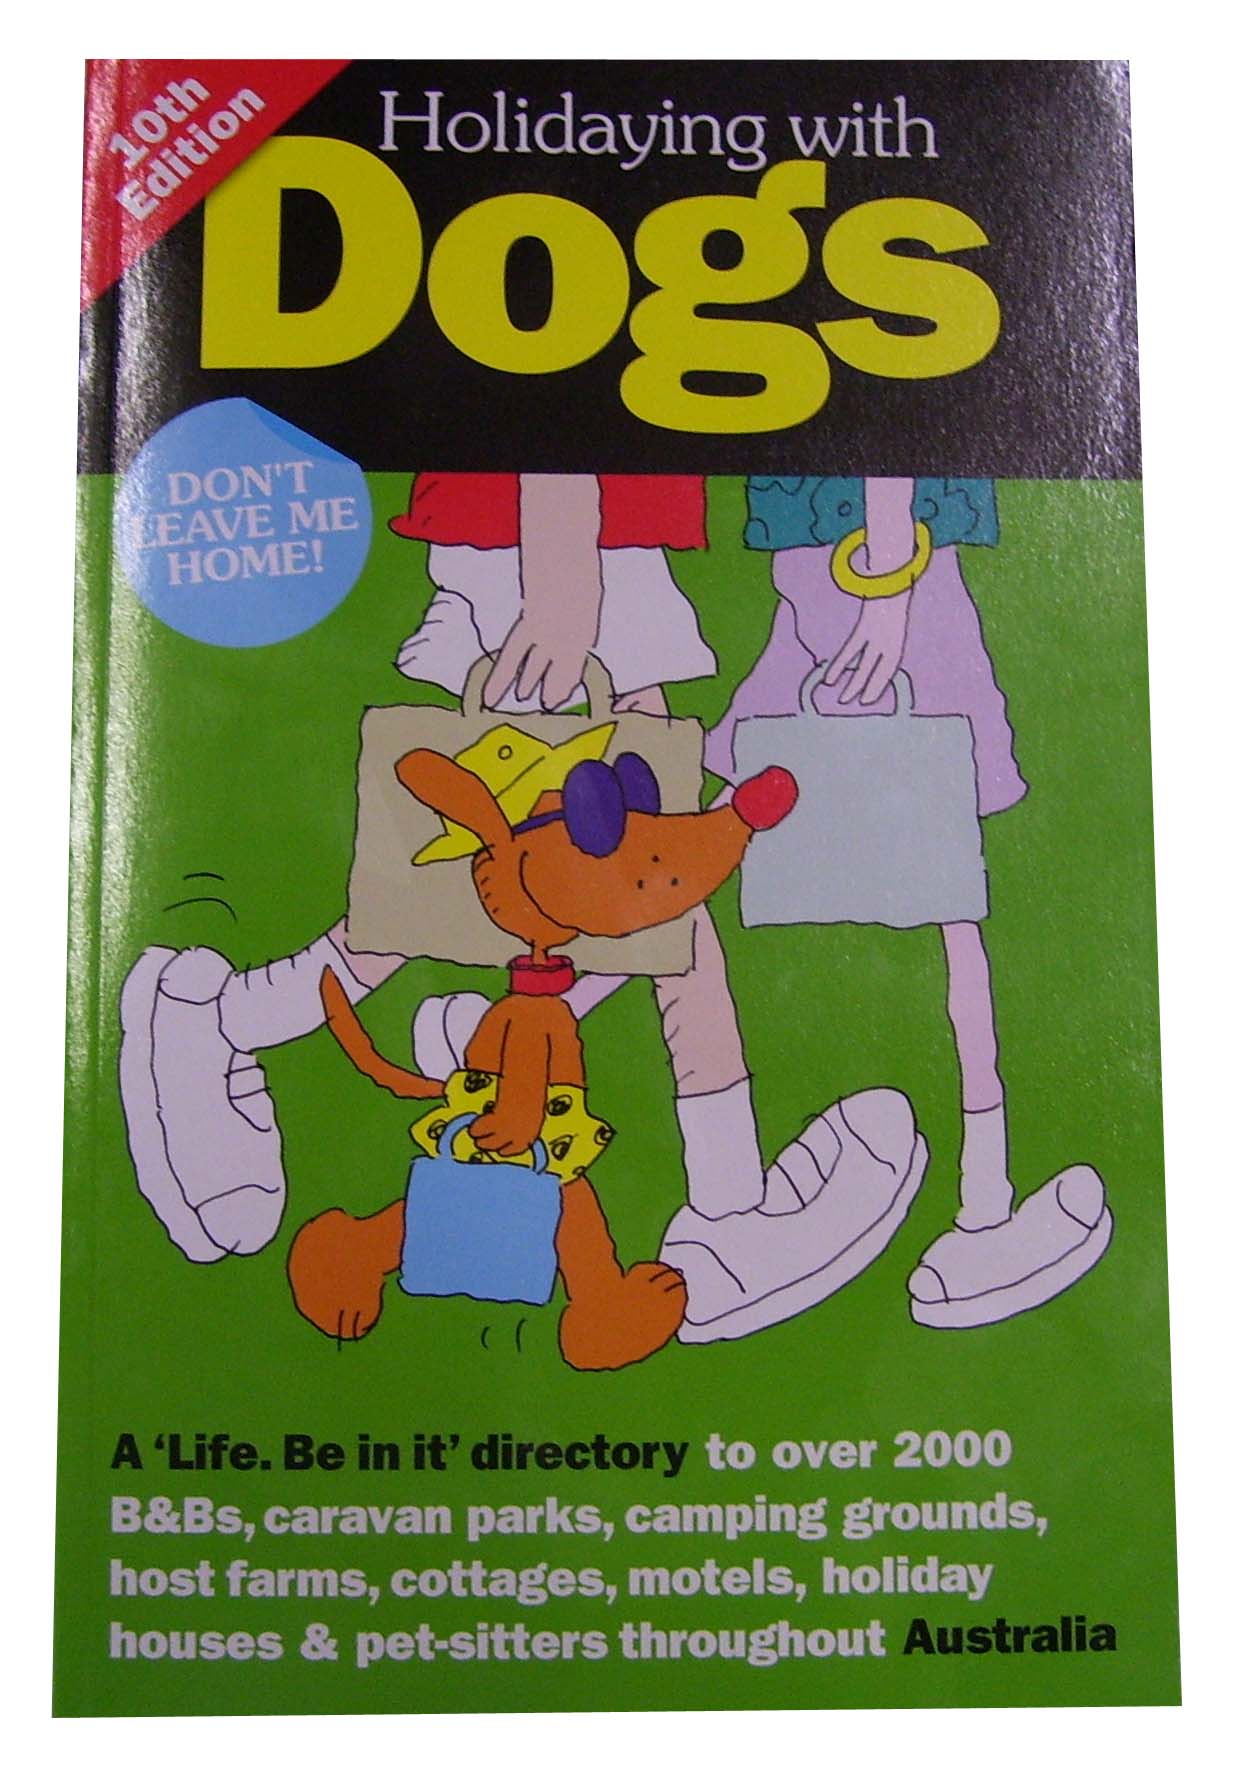 10th
Edition
Holidaying with
Dogs
DON'T
LEAVE ME
HOME!
A ‘Life. Be in it’ directory to over 2000
B&Bs, caravan parks, camping grounds,
host farms, cottages, motels, holiday
houses & pet-sitters throughout Australia